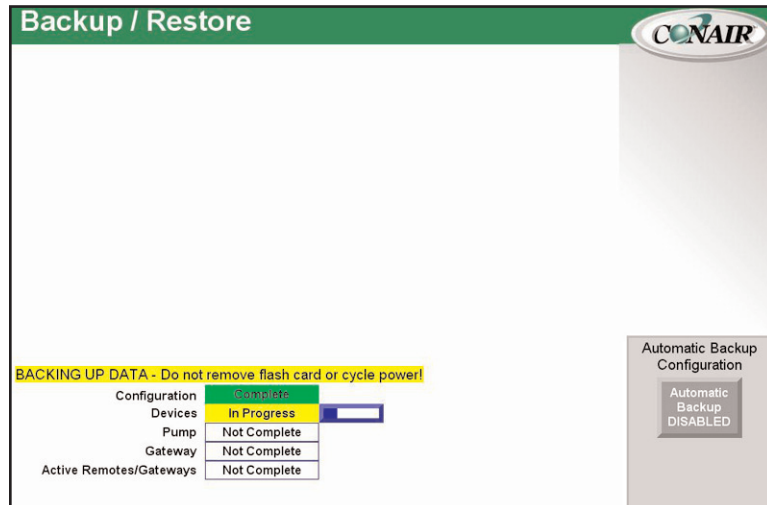 Backup / Restore
CONAIR
BACKING UP DATA - Do not remove flash card or cycle power!
Configuration Complete
Devices In Progress
Pump Not Complete
Gateway Not Complete
Active Remotes/Gateways Not Complete
Automatic Backup
Configuration
Automatic
Backup
DISABLED